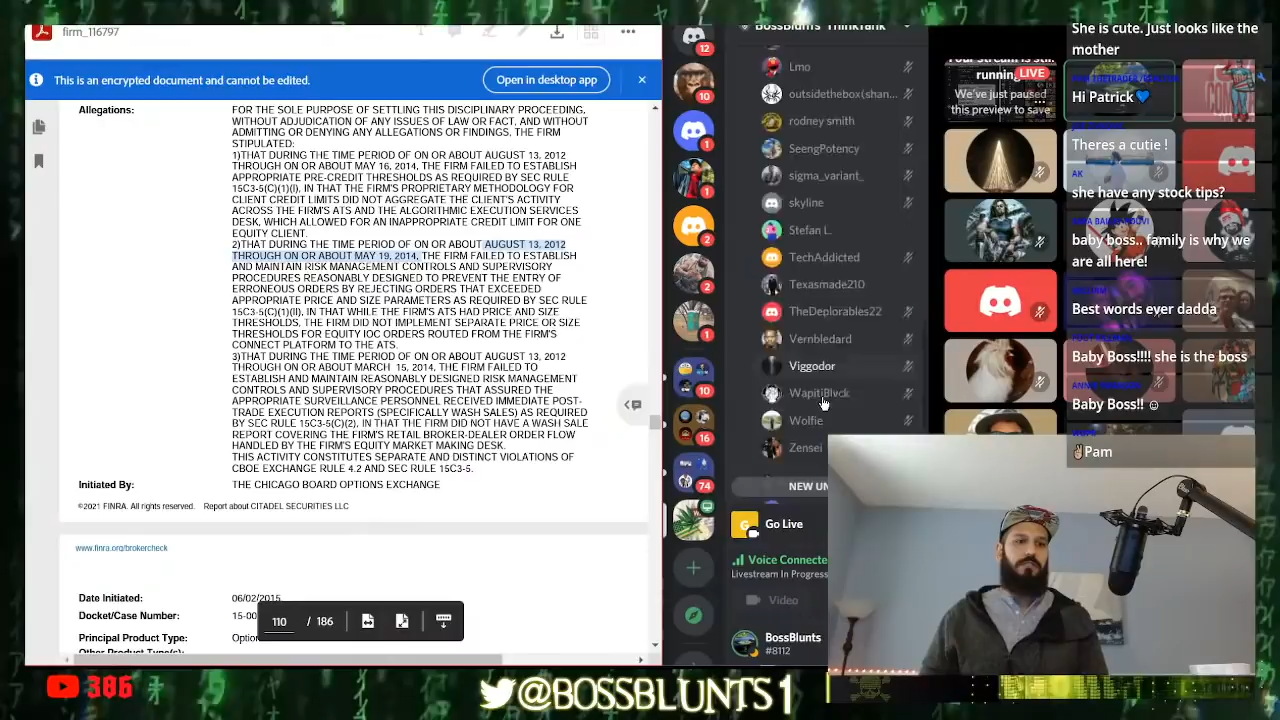 firm_116797
This is an encrypted document and cannot be edited.
Open in desktop app
Allegations:
FOR THE SOLE PURPOSE OF SETTLING THIS DISCIPLINARY PROCEEDING,
WITHOUT ADJUDICATION OF ANY ISSUES OF LAW OR FACT, AND WITHOUT
ADMITTING OR DENYING ANY ALLEGATIONS OR FINDINGS, THE FIRM
STIPULATED:
1)THAT DURING THE TIME PERIOD OF ON OR ABOUT AUGUST 13, 2012
THROUGH ON OR ABOUT MAY 16, 2014, THE FIRM FAILED TO ESTABLISH
APPROPRIATE PRE-CREDIT THRESHOLDS AS REQUIRED BY SEC RULE
15C3-5(C)(1)(I), IN THAT THE FIRM'S PROPRIETARY METHODOLOGY FOR
CLIENT CREDIT LIMITS DID NOT AGGREGATE THE CLIENT'S ACTIVITY
ACROSS THE FIRM'S ATS AND THE ALGORITHMIC EXECUTION SERVICES
DESK, WHICH ALLOWED FOR AN INAPPROPRIATE CREDIT LIMIT FOR ONE
EQUITY CLIENT.
2)THAT DURING THE TIME PERIOD OF ON OR ABOUT AUGUST 13, 2012
THROUGH ON OR ABOUT MAY 19, 2014, THE FIRM FAILED TO ESTABLISH
AND MAINTAIN RISK MANAGEMENT CONTROLS AND SUPERVISORY
PROCEDURES REASONABLY DESIGNED TO PREVENT THE ENTRY OF
ERRONEOUS ORDERS BY REJECTING ORDERS THAT EXCEEDED
APPROPRIATE PRICE AND SIZE PARAMETERS AS REQUIRED BY SEC RULE
15C3-5(C)(1)(II), IN THAT WHILE THE FIRM'S ATS HAD PRICE AND SIZE
THRESHOLDS, THE FIRM DID NOT IMPLEMENT SEPARATE PRICE OR SIZE
THRESHOLDS FOR EQUITY IOC ORDERS ROUTED FROM THE FIRM'S
CONNECT PLATFORM TO THE ATS.
3)THAT DURING THE TIME PERIOD OF ON OR ABOUT AUGUST 13, 2012
THROUGH ON OR ABOUT MARCH 15, 2014, THE FIRM FAILED TO
ESTABLISH AND MAINTAIN REASONABLY DESIGNED RISK MANAGEMENT
CONTROLS AND SUPERVISORY PROCEDURES THAT ASSURED THE
APPROPRIATE SURVEILLANCE PERSONNEL RECEIVED IMMEDIATE POST-
TRADE EXECUTION REPORTS (SPECIFICALLY WASH SALES) AS REQUIRED
BY SEC RULE 15C3-5(C)(2), IN THAT THE FIRM DID NOT HAVE A WASH SALE
REPORT COVERING THE FIRM'S RETAIL BROKER-DEALER ORDER FLOW
HANDLED BY THE FIRM'S EQUITY MARKET MAKING DESK.
THIS ACTIVITY CONSTITUTES SEPARATE AND DISTINCT VIOLATIONS OF
CBOE EXCHANGE RULE 4.2 AND SEC RULE 15C3-5.
Initiated By: THE CHICAGO BOARD OPTIONS EXCHANGE
©2021 FINRA. All rights reserved. Report about CITADEL SECURITIES LLC
www.finra.org/brokercheck
Date Initiated: 06/02/2015
Docket/Case Number: 15-00
Principal Product Type: Option
110 / 186
12
10
1
1
2
2
1
10
16
74
BossBlunts ThinkTank
Lmo
outsidethebox(shan...
rodney smith
SeengPotency
sigma_variant_
skyline
Stefan L.
TechAddicted
Texasmade210
TheDeplorables22
Vernbledard
Viggodor
WapitiBlvck
Wolfie
Zensei
NEW UN
Go Live
Voice Connecte
Livestream In Progress
Video
BossBlunts
#8112
running
LIVE
We've just paused
this preview to save
She is cute. Just looks like the
mother
Hi Patrick💙
Theres a cutie !
AK
she have any stock tips?
baby boss.. family is why we
are all here!
Best words ever dadda
Baby Boss!!!! she is the boss
Baby Boss!! ☺
✌Pam
386
@BOSSBLUNTS1